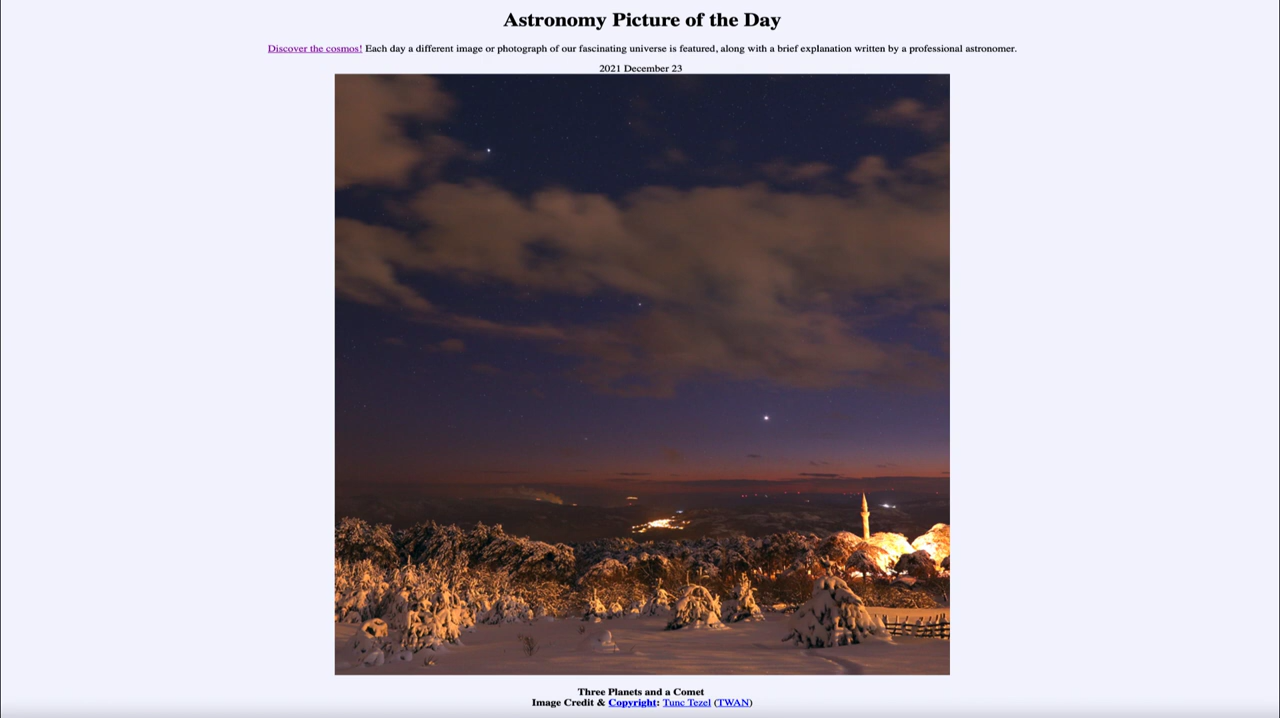 Astronomy Picture of the Day
Discover the cosmos! Each day a different image or photograph of our fascinating universe is featured, along with a brief explanation written by a professional astronomer.
2021 December 23
Three Planets and a Comet
Image Credit & Copyright: Tunc Tezel (TWAN)